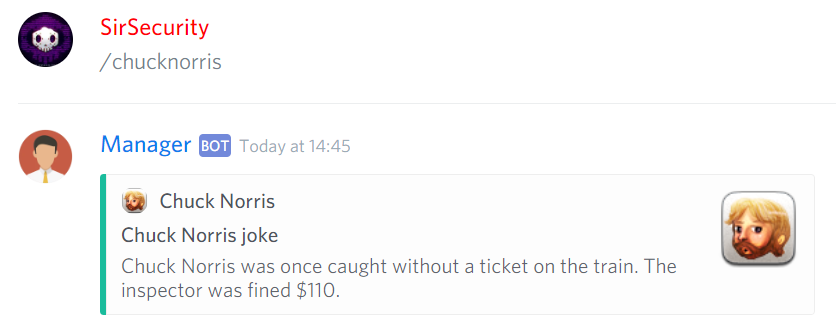 SirSecurity
/chucknorris
Manager BOT Today at 14:45
Chuck Norris
Chuck Norris joke
Chuck Norris was once caught without a ticket on the train. The
inspector was fined $110.